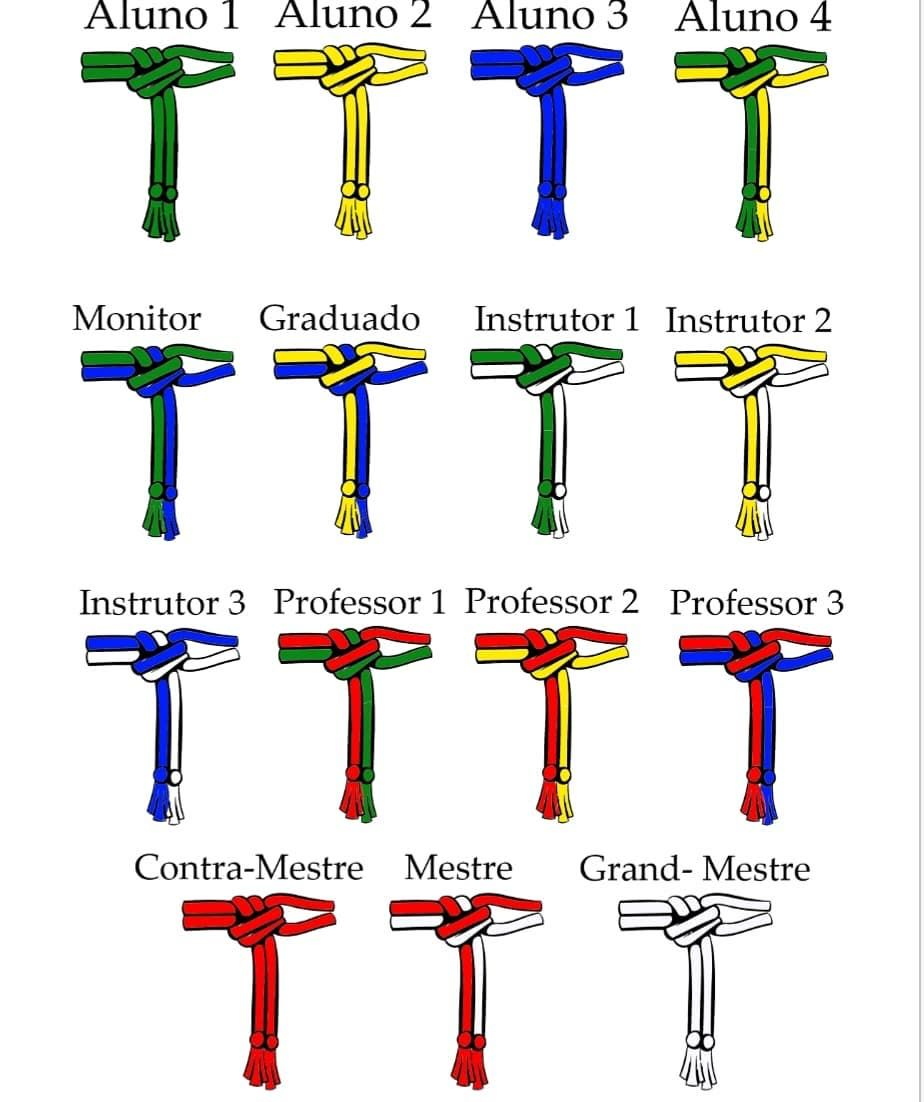 Aluno 1 Aluno 2 Aluno 3 Aluno 4
Monitor Graduado Instrutor 1 Instrutor 2
Instrutor 3 Professor 1 Professor 2 Professor 3
Contra-Mestre Mestre Grand- Mestre